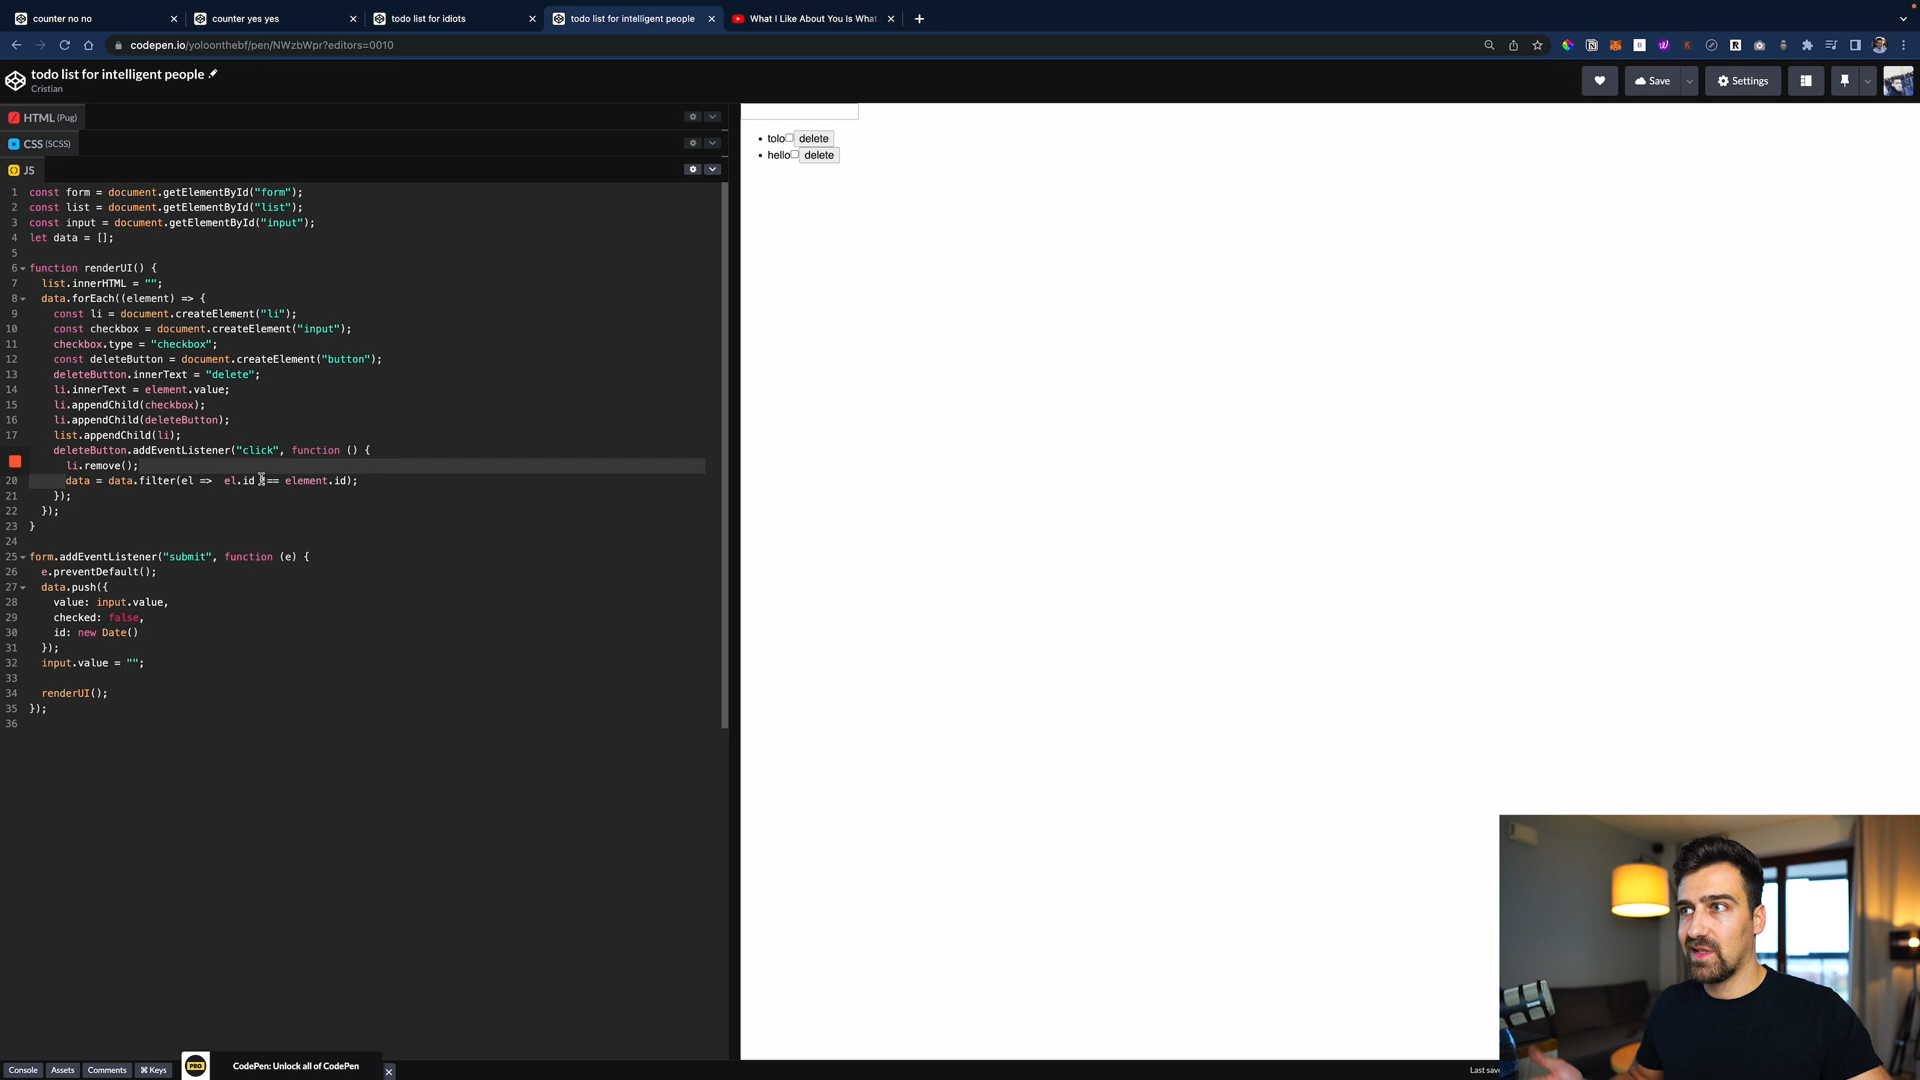 counter no no
counter yes yes
todo list for idiots
todo list for intelligent people
What I Like About You Is What
codepen.io/yoloonthebf/pen/NWzbWpr?editors=0010
todo list for intelligent people
Cristian
Save
Settings
HTML (Pug)
CSS (SCSS)
JS
1 const form = document.getElementById("form");
2 const list = document.getElementById("list");
3 const input = document.getElementById("input");
4 let data = [];
5
6 function renderUI() {
7 list.innerHTML = "";
8 data.forEach((element) => {
9 const li = document.createElement("li");
10 const checkbox = document.createElement("input");
11 checkbox.type = "checkbox";
12 const deleteButton = document.createElement("button");
13 deleteButton.innerText = "delete";
14 li.innerText = element.value;
15 li.appendChild(checkbox);
16 li.appendChild(deleteButton);
17 list.appendChild(li);
deleteButton.addEventListener("click", function () {
li.remove();
20 data = data.filter(el => el.id == element.id);
21 });
22 });
23 }
24
25 form.addEventListener("submit", function (e) {
26 e.preventDefault();
27 data.push({
28 value: input.value,
29 checked: false,
30 id: new Date()
31 });
32 input.value = "";
33
34 renderUI();
35 });
36
tolo delete
hello delete
Console
Assets
Comments
⌘ Keys
PRO
CodePen: Unlock all of CodePen
Last save